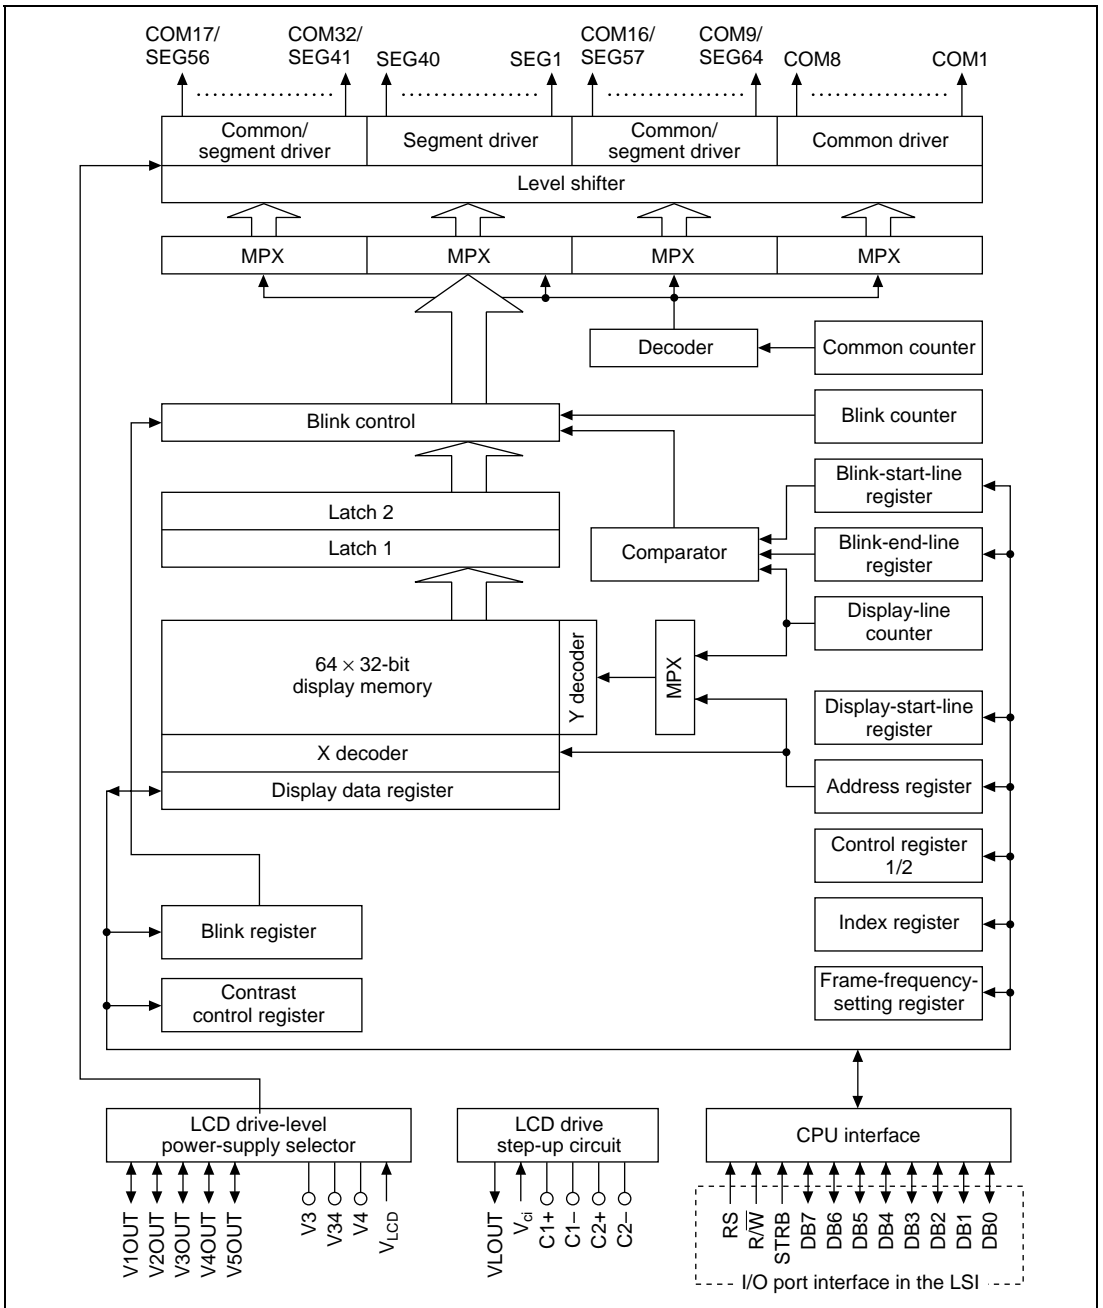 COM17/
SEG56
COM32/
SEG41
SEG40
SEG1
COM16/
SEG57
COM9/
SEG64
COM8
COM1
Common/
segment driver
Segment driver
Common/
segment driver
Common driver
Level shifter
MPX
MPX
MPX
MPX
Decoder
Common counter
Blink control
Blink counter
Blink-start-line
register
Latch 2
Latch 1
Comparator
Blink-end-line
register
Display-line
counter
64 × 32-bit
display memory
Y decoder
MPX
Display-start-line
register
X decoder
Display data register
Address register
Control register
1/2
Blink register
Index register
Contrast
control register
Frame-frequency-
setting register
LCD drive-level
power-supply selector
LCD drive
step-up circuit
CPU interface
V1OUT
V2OUT
V3OUT
V4OUT
V5OUT
V3
V34
V4
VLCD
VLOUT
Vci
C1+
C1–
C2+
C2–
RS
R/W̅
STRB
DB7
DB6
DB5
DB4
DB3
DB2
DB1
DB0
I/O port interface in the LSI